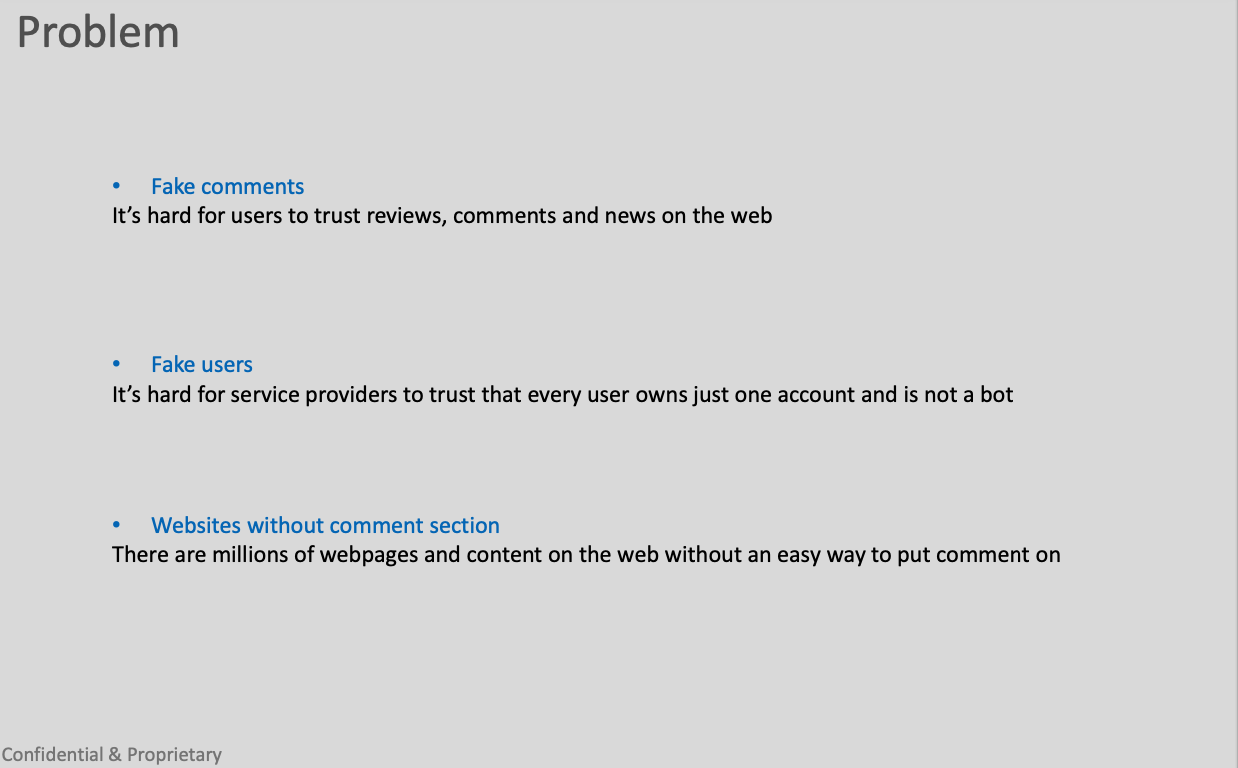 Problem
• Fake comments
It’s hard for users to trust reviews, comments and news on the web
• Fake users
It’s hard for service providers to trust that every user owns just one account and is not a bot
• Websites without comment section
There are millions of webpages and content on the web without an easy way to put comment on
Confidential & Proprietary